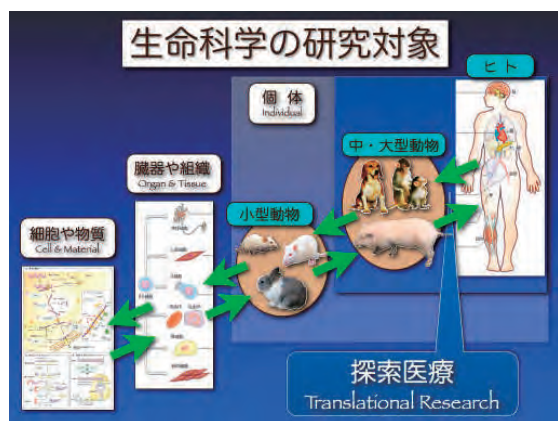 生命科学の研究対象
ヒト
個体
Individual
中・大型動物
臓器や組織
Organ & Tissue
小型動物
細胞や物質
Cell & Material
探索医療
Translational Research